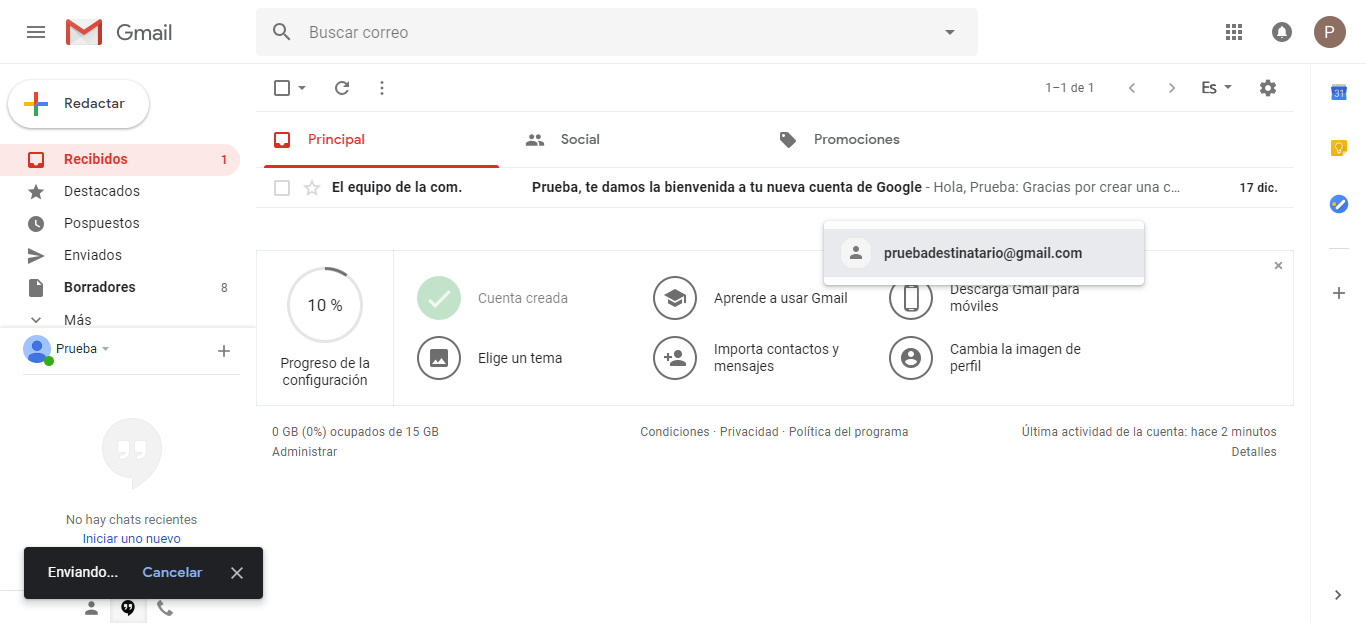 Gmail
Buscar correo
P
Redactar
1–1 de 1
Es
31
Recibidos 1
Destacados
Pospuestos
Enviados
Borradores 8
Más
Prueba
Principal
Social
Promociones
El equipo de la com. Prueba, te damos la bienvenida a tu nueva cuenta de Google - Hola, Prueba: Gracias por crear una c... 17 dic.
pruebadestinatario@gmail.com
10 %
Progreso de la
configuración
Cuenta creada
Aprende a usar Gmail
Descarga Gmail para
móviles
Elige un tema
Importa contactos y
mensajes
Cambia la imagen de
perfil
0 GB (0%) ocupados de 15 GB
Administrar
Condiciones · Privacidad · Política del programa
Última actividad de la cuenta: hace 2 minutos
Detalles
No hay chats recientes
Iniciar uno nuevo
Enviando... Cancelar